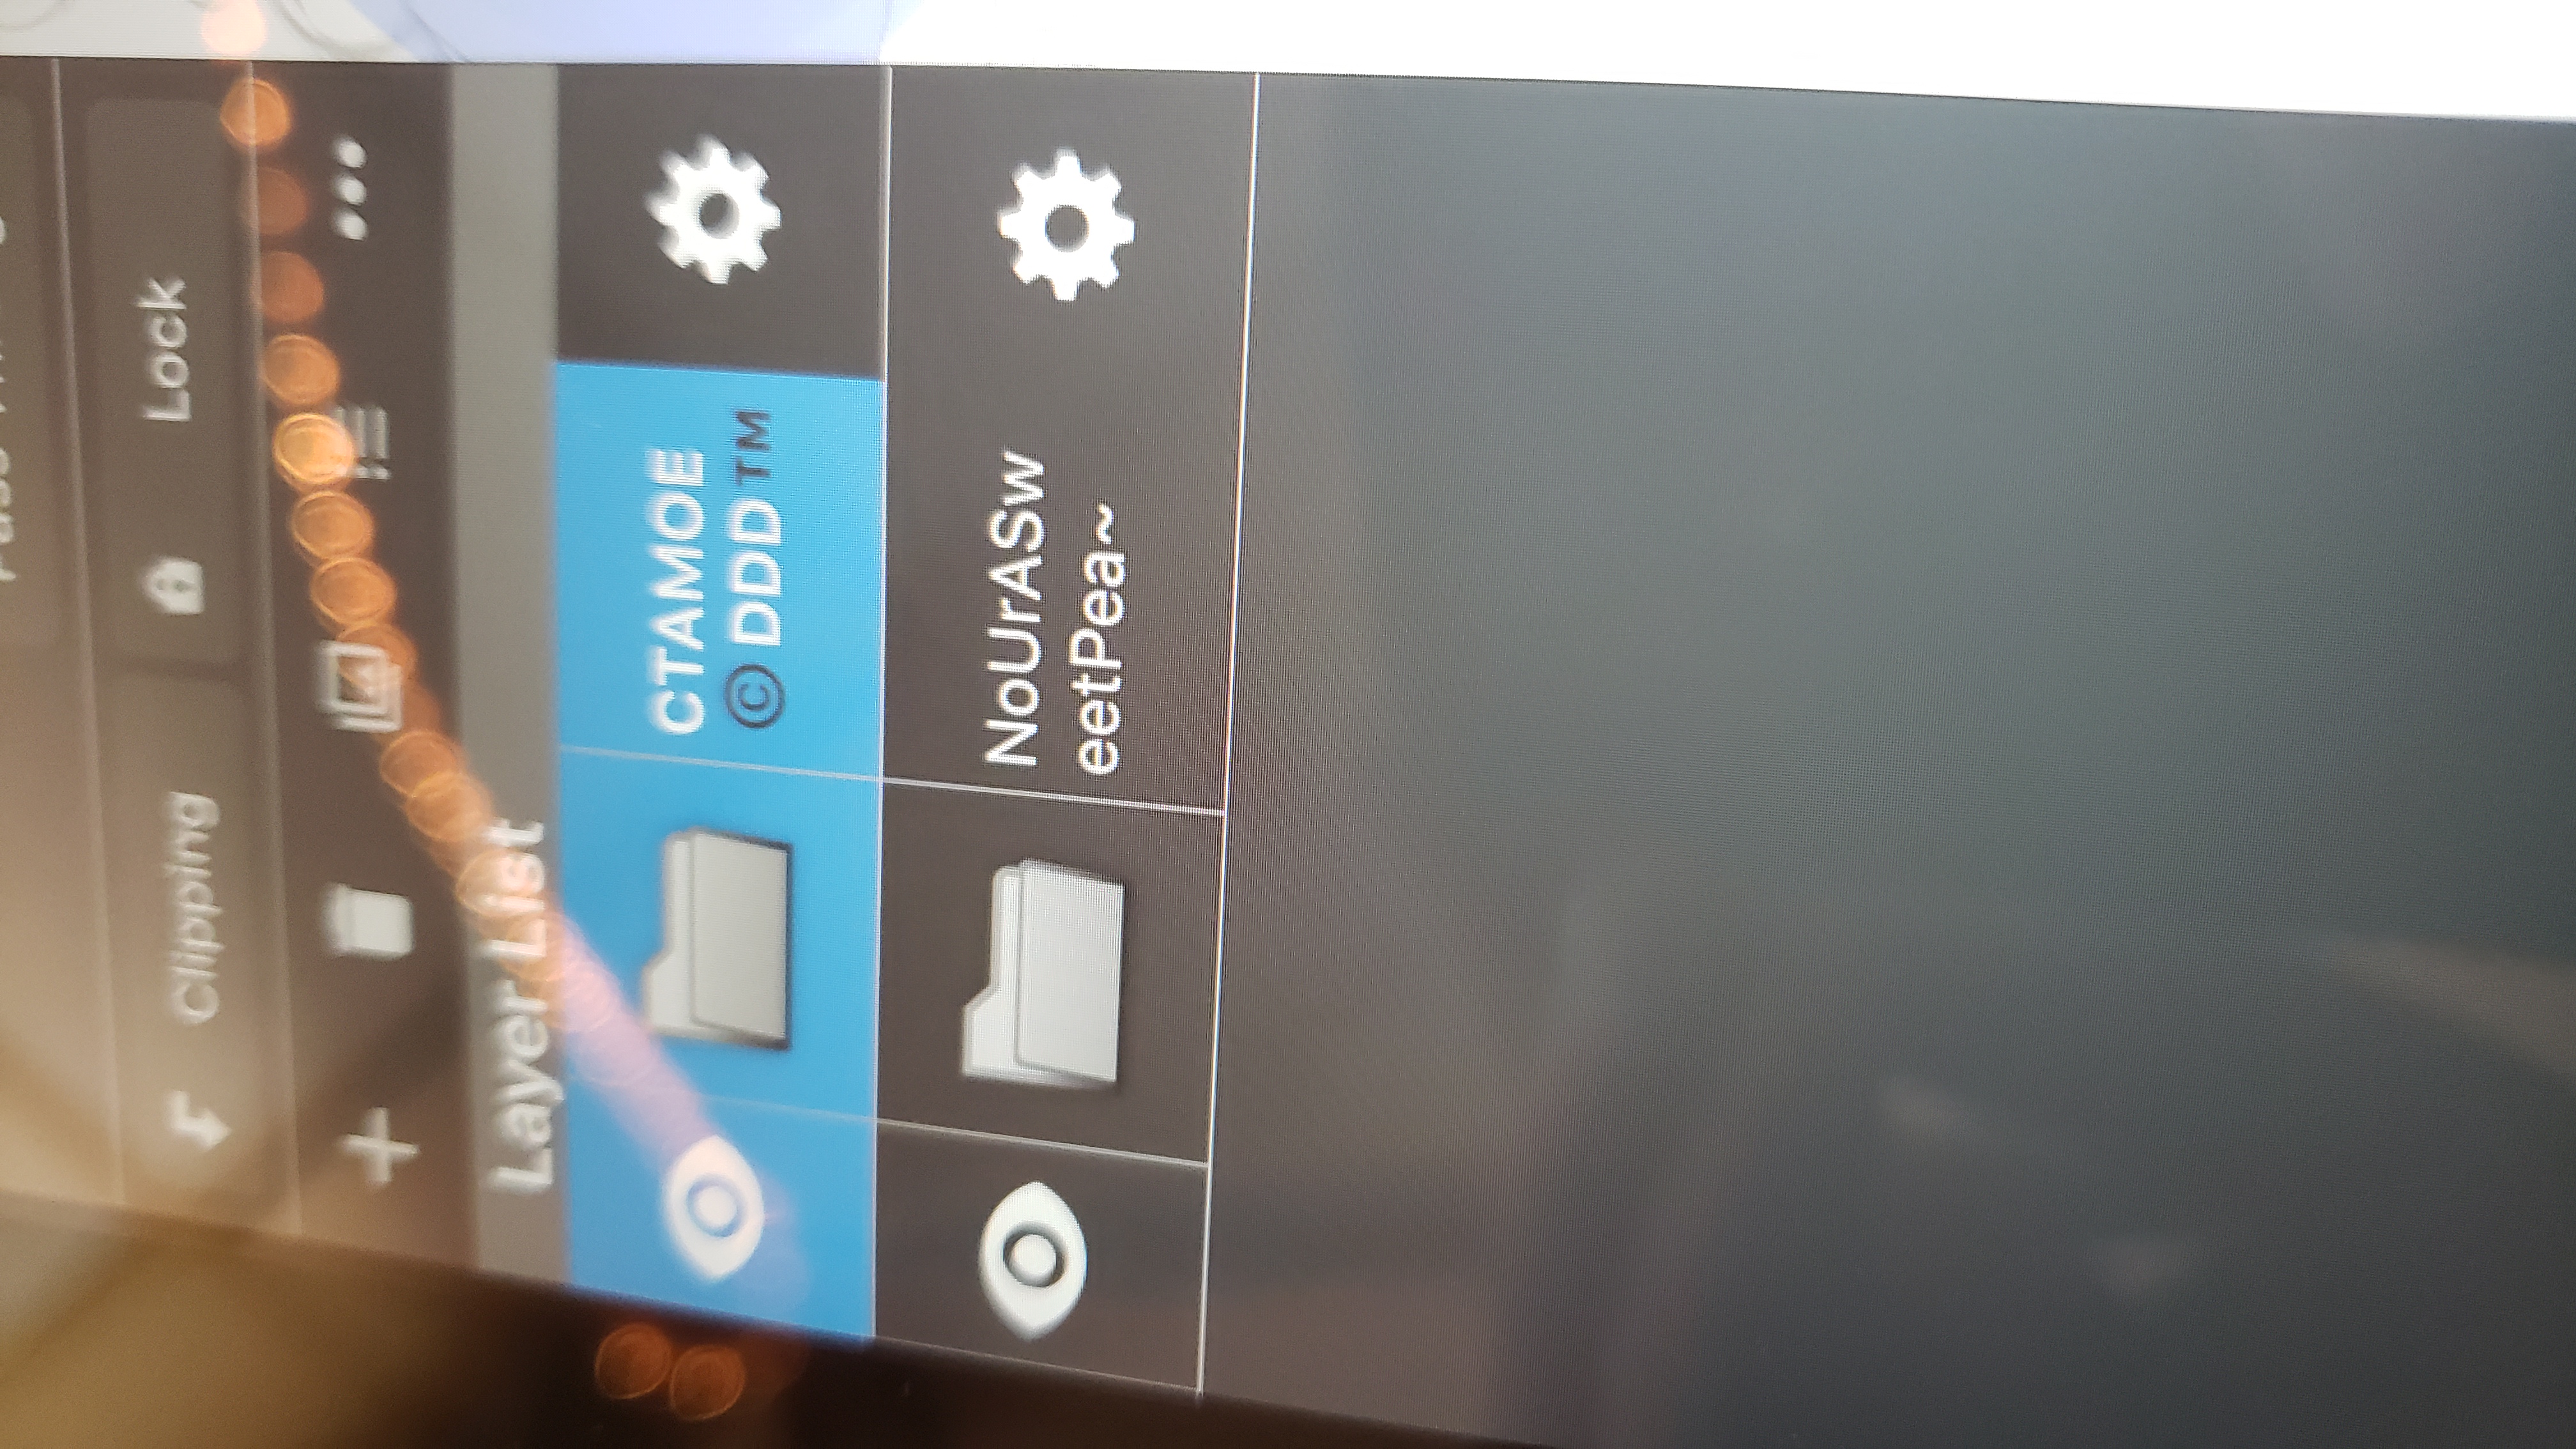 Clipping
Lock
Layer List
CTAMOE
©DDD™
NoUrASw
eetPea~